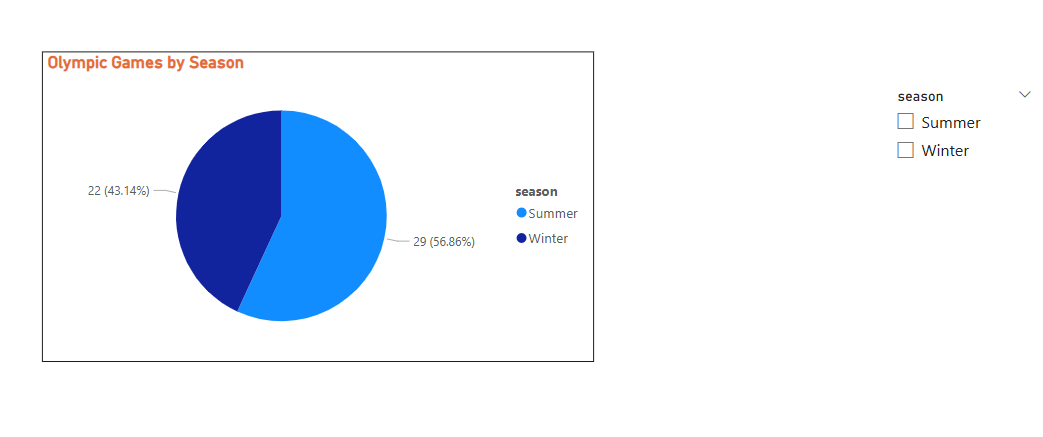 Olympic Games by Season
22 (43.14%)
29 (56.86%)
season
Summer
Winter
season
Summer
Winter